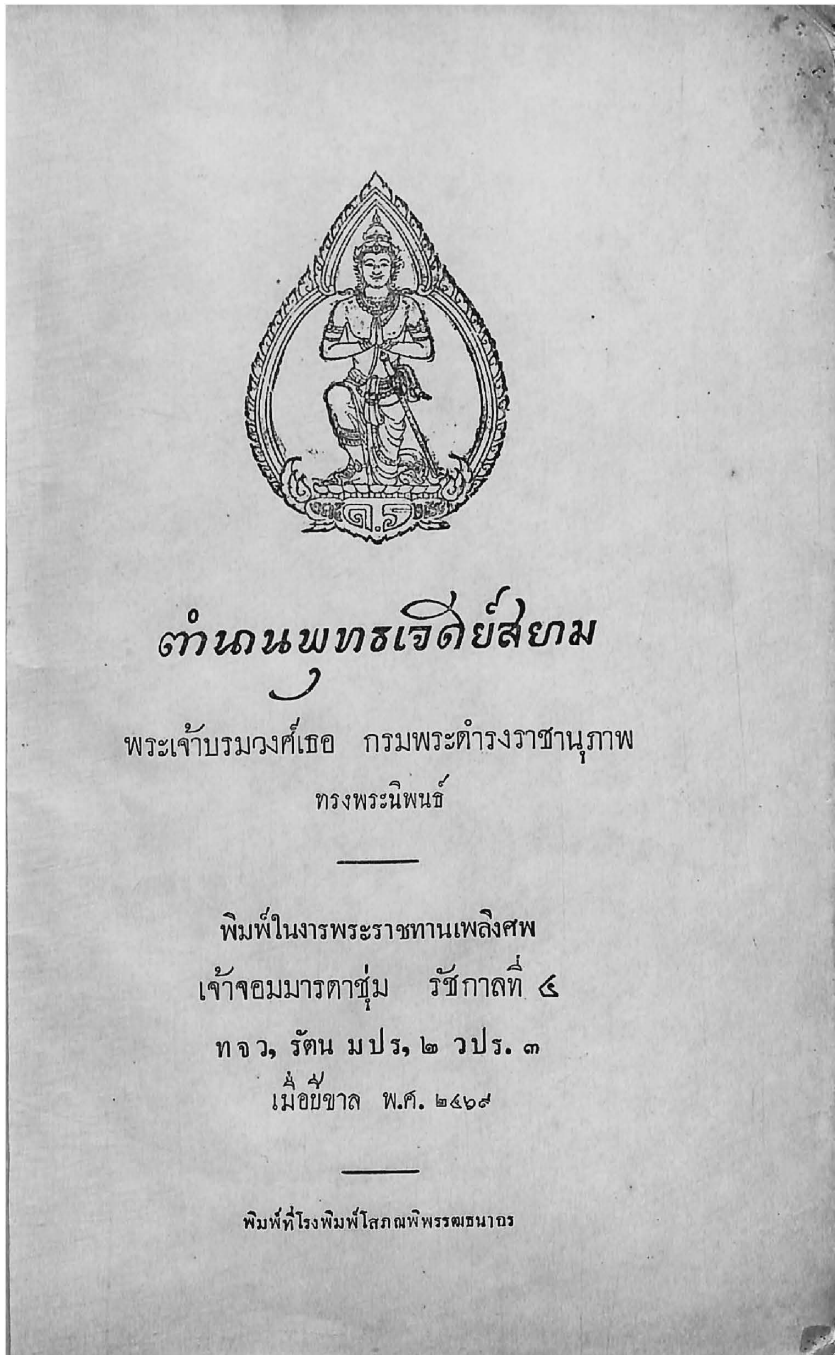 ด.ร
ตำนานพุทธเจดีย์สยาม
พระเจ้าบรมวงศ์เธอ กรมพระดำรงราชานุภาพ
ทรงพระนิพนธ์
พิมพ์ในงารพระราชทานเพลิงศพ
เจ้าจอมมารดาชุ่ม รัชกาลที่ ๔
ท จ ว, รัตน ม ป ร, ๒ ว ป ร. ๓
เมื่อปีขาล พ.ศ. ๒๔๖๙
พิมพ์ที่โรงพิมพ์โสภณพิพรรฒธนากร